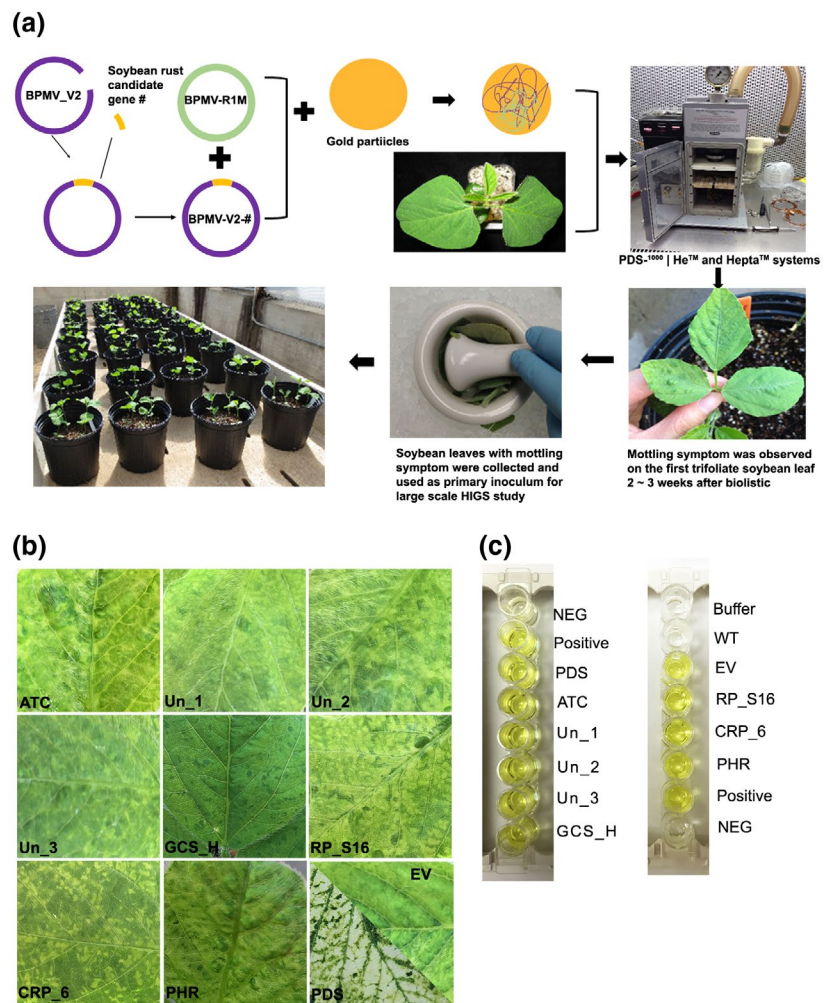 (a)
Soybean rust
candidate
gene #
BPMV_V2
BPMV-R1M
Gold partiicles
BPMV-V2-#
PDS-1000 | He™ and Hepta™ systems
Soybean leaves with mottling
symptom were collected and
used as primary inoculum for
large scale HIGS study
Mottling symptom was observed
on the first trifoliate soybean leaf
2 ~ 3 weeks after biolistic
(b)
ATC
Un_1
Un_2
Un_3
GCS_H
RP_S16
CRP_6
PHR
EV
PDS
(c)
NEG
Positive
PDS
ATC
Un_1
Un_2
Un_3
GCS_H
Buffer
WT
EV
RP_S16
CRP_6
PHR
Positive
NEG